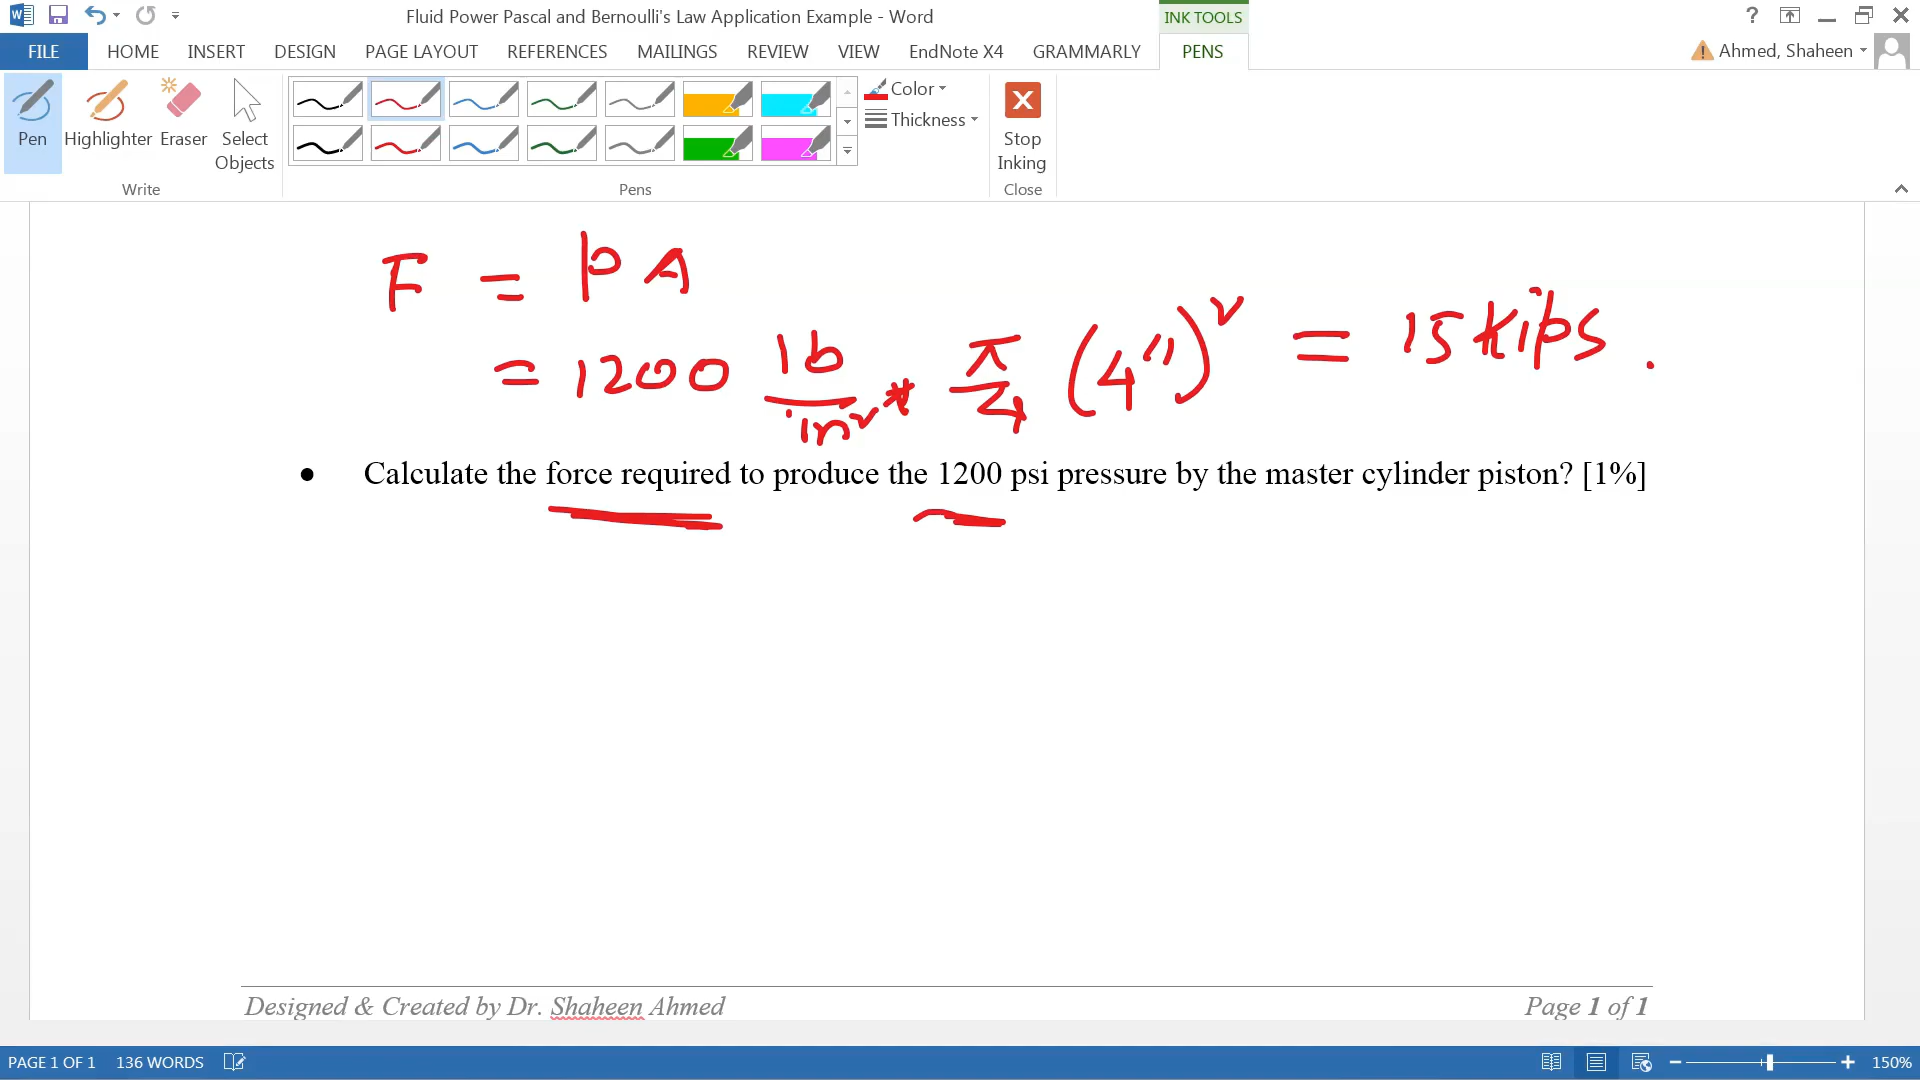 Fluid Power Pascal and Bernoulli's Law Application Example - Word
INK TOOLS
FILE HOME INSERT DESIGN PAGE LAYOUT REFERENCES MAILINGS REVIEW VIEW EndNote X4 GRAMMARLY PENS
Ahmed, Shaheen
Pen Highlighter Eraser Select Objects
Color
Thickness
Stop Inking
Write Pens Close
F = PA
= 1200 lb/in² * π/4 (4")² = 15 kips.
• Calculate the force required to produce the 1200 psi pressure by the master cylinder piston? [1%]
Designed & Created by Dr. Shaheen Ahmed Page 1 of 1
PAGE 1 OF 1 136 WORDS 150%